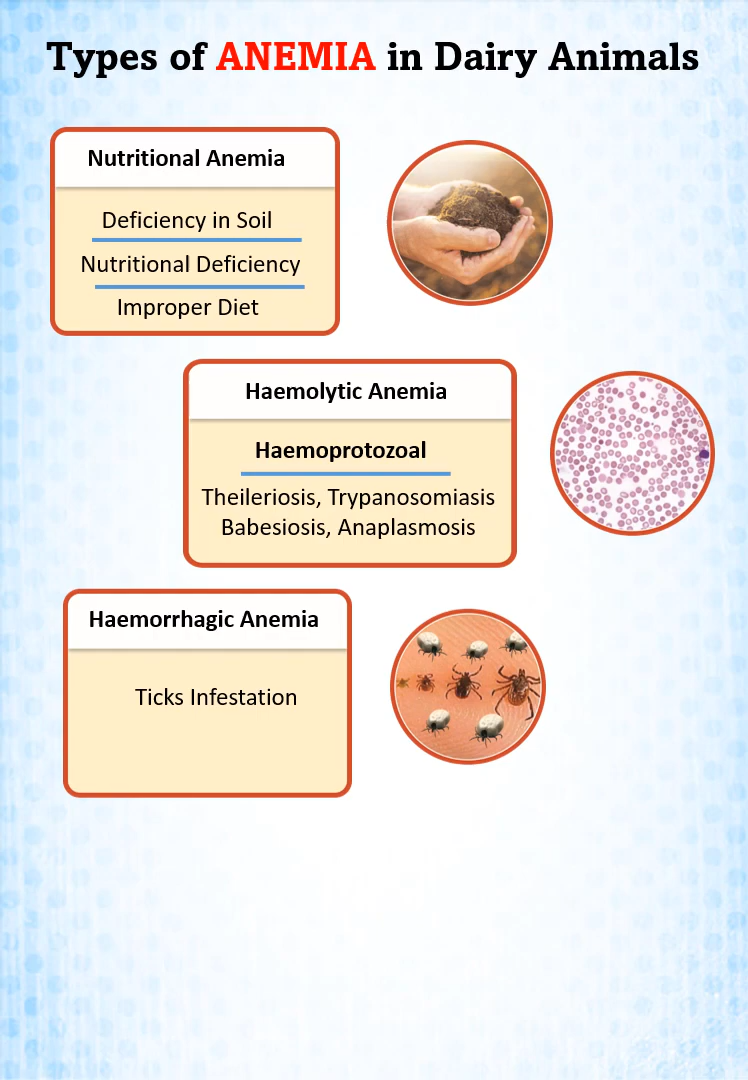 Types of ANEMIA in Dairy Animals
Nutritional Anemia
Deficiency in Soil
Nutritional Deficiency
Improper Diet
Haemolytic Anemia
Haemoprotozoal
Theileriosis, Trypanosomiasis
Babesiosis, Anaplasmosis
Haemorrhagic Anemia
Ticks Infestation